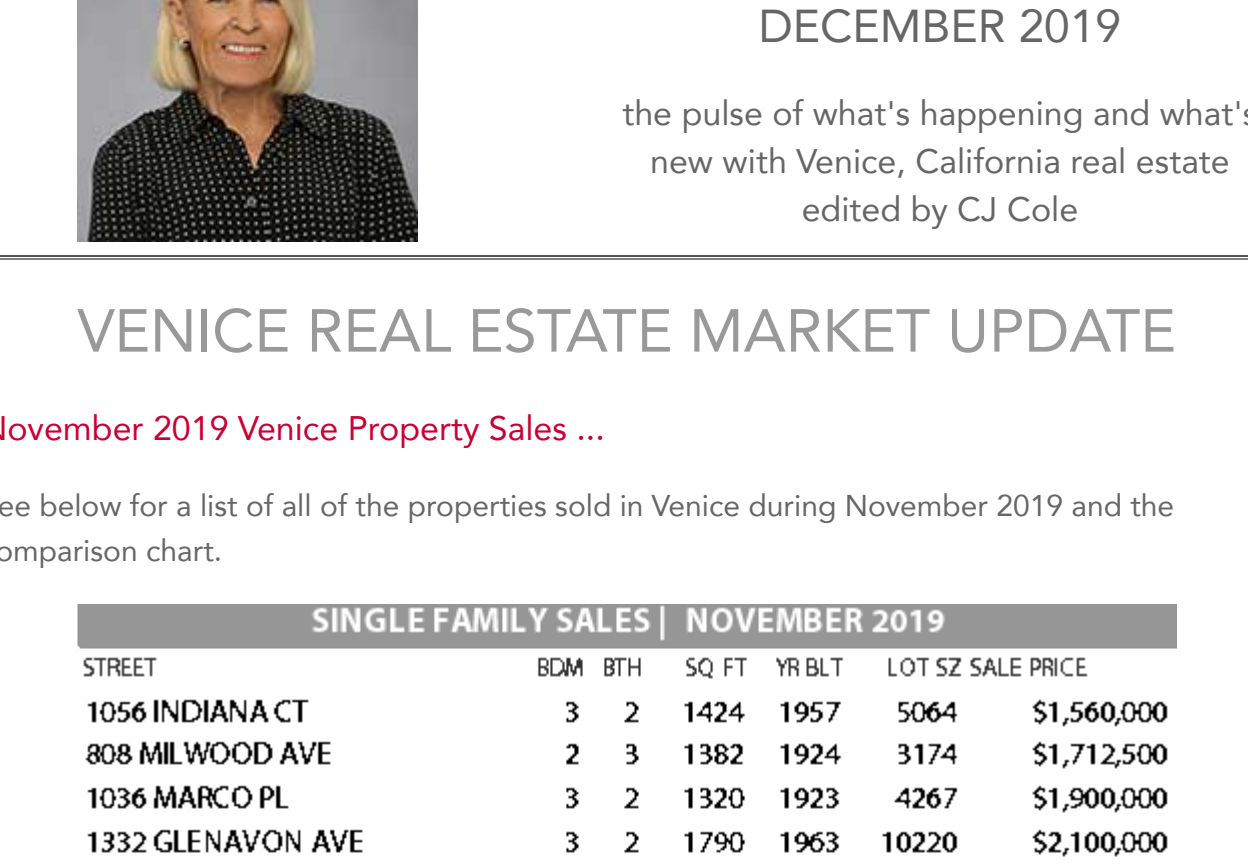 DECEMBER 2019
the pulse of what's happening and what's
new with Venice, California real estate
edited by CJ Cole
VENICE REAL ESTATE MARKET UPDATE
November 2019 Venice Property Sales ...
ee below for a list of all of the properties sold in Venice during November 2019 and the
omparison chart.
SINGLE FAMILY SALES | NOVEMBER 2019
STREET BDM BTH SQ FT YR BLT LOT SZ SALE PRICE
1056 INDIANA CT 3 2 1424 1957 5064 $1,560,000
808 MILWOOD AVE 2 3 1382 1924 3174 $1,712,500
1036 MARCO PL 3 2 1320 1923 4267 $1,900,000
1332 GLENAVON AVE 3 2 1790 1963 10220 $2,100,000